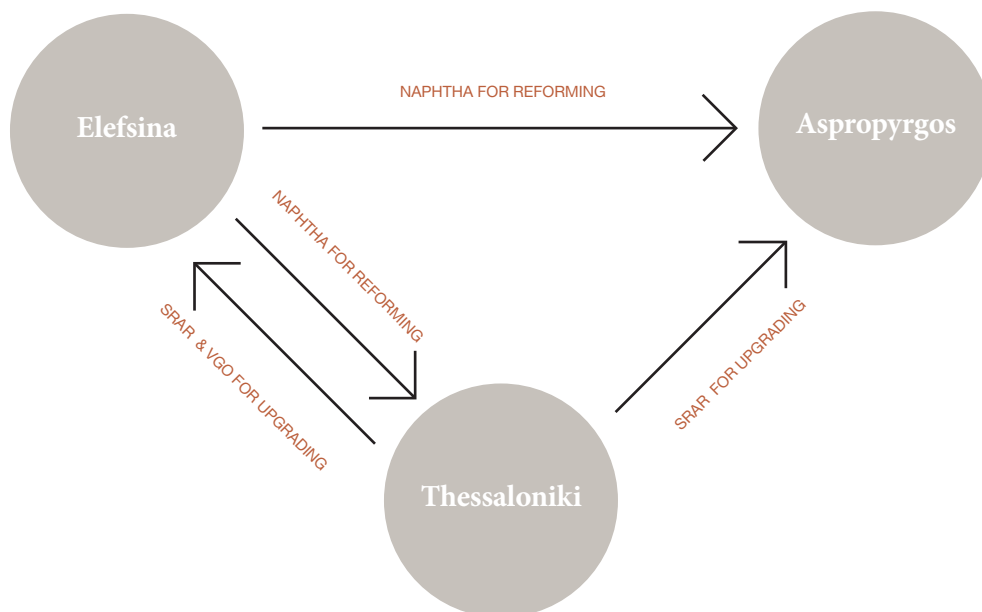 NAPHTHA FOR REFORMING
Elefsina
Aspropyrgos
NAPHTHA FOR REFORMING
SRAR & VGO FOR UPGRADING
SRAR FOR UPGRADING
Thessaloniki